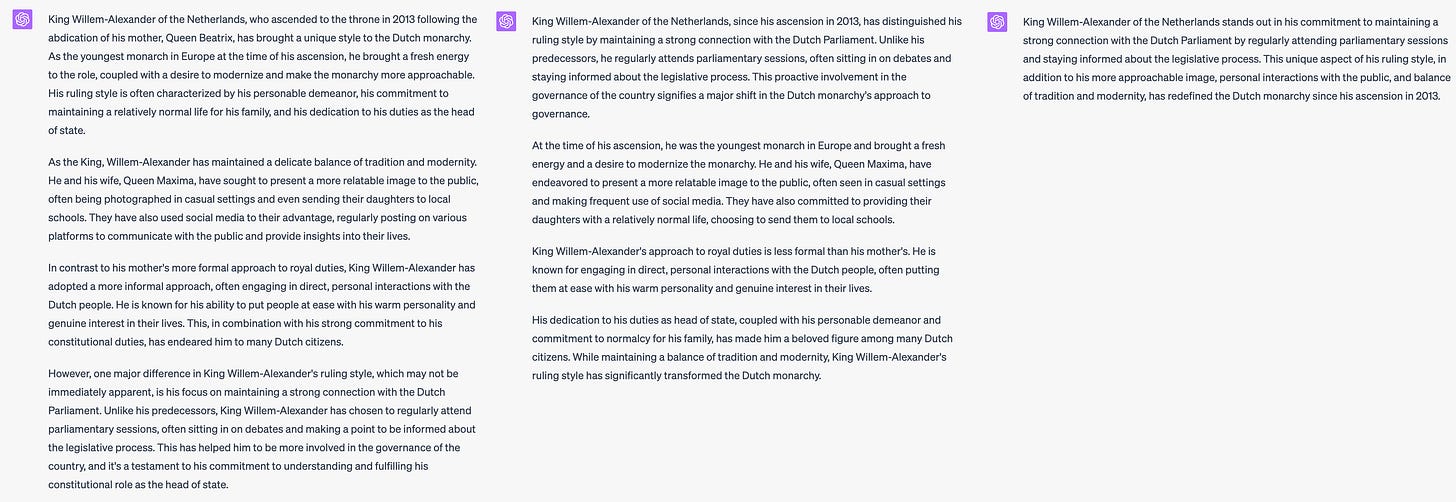 King Willem-Alexander of the Netherlands, who ascended to the throne in 2013 following the
abdication of his mother, Queen Beatrix, has brought a unique style to the Dutch monarchy.
As the youngest monarch in Europe at the time of his ascension, he brought a fresh energy
to the role, coupled with a desire to modernize and make the monarchy more approachable.
His ruling style is often characterized by his personable demeanor, his commitment to
maintaining a relatively normal life for his family, and his dedication to his duties as the head
of state.
As the King, Willem-Alexander has maintained a delicate balance of tradition and modernity.
He and his wife, Queen Maxima, have sought to present a more relatable image to the public,
often being photographed in casual settings and even sending their daughters to local
schools. They have also used social media to their advantage, regularly posting on various
platforms to communicate with the public and provide insights into their lives.
In contrast to his mother's more formal approach to royal duties, King Willem-Alexander has
adopted a more informal approach, often engaging in direct, personal interactions with the
Dutch people. He is known for his ability to put people at ease with his warm personality and
genuine interest in their lives. This, in combination with his strong commitment to his
constitutional duties, has endeared him to many Dutch citizens.
However, one major difference in King Willem-Alexander's ruling style, which may not be
immediately apparent, is his focus on maintaining a strong connection with the Dutch
Parliament. Unlike his predecessors, King Willem-Alexander has chosen to regularly attend
parliamentary sessions, often sitting in on debates and making a point to be informed about
the legislative process. This has helped him to be more involved in the governance of the
country, and it's a testament to his commitment to understanding and fulfilling his
constitutional role as the head of state.
King Willem-Alexander of the Netherlands, since his ascension in 2013, has distinguished his
ruling style by maintaining a strong connection with the Dutch Parliament. Unlike his
predecessors, he regularly attends parliamentary sessions, often sitting in on debates and
staying informed about the legislative process. This proactive involvement in the
governance of the country signifies a major shift in the Dutch monarchy's approach to
governance.
At the time of his ascension, he was the youngest monarch in Europe and brought a fresh
energy and a desire to modernize the monarchy. He and his wife, Queen Maxima, have
endeavored to present a more relatable image to the public, often seen in casual settings
and making frequent use of social media. They have also committed to providing their
daughters with a relatively normal life, choosing to send them to local schools.
King Willem-Alexander's approach to royal duties is less formal than his mother's. He is
known for engaging in direct, personal interactions with the Dutch people, often putting
them at ease with his warm personality and genuine interest in their lives.
His dedication to his duties as head of state, coupled with his personable demeanor and
commitment to normalcy for his family, has made him a beloved figure among many Dutch
citizens. While maintaining a balance of tradition and modernity, King Willem-Alexander's
ruling style has significantly transformed the Dutch monarchy.
King Willem-Alexander of the Netherlands stands out in his commitment to maintaining a
strong connection with the Dutch Parliament by regularly attending parliamentary sessions
and staying informed about the legislative process. This unique aspect of his ruling style, in
addition to his more approachable image, personal interactions with the public, and balance
of tradition and modernity, has redefined the Dutch monarchy since his ascension in 2013.